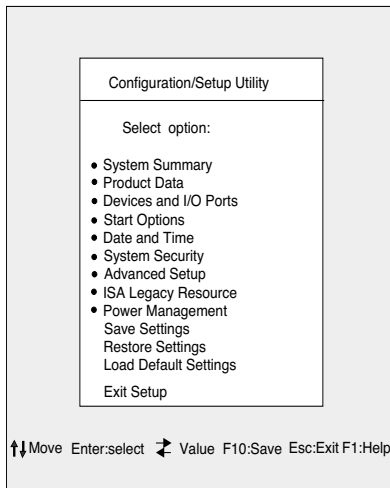 Configuration/Setup Utility
Select option:
• System Summary
• Product Data
• Devices and I/O Ports
• Start Options
• Date and Time
• System Security
• Advanced Setup
• ISA Legacy Resource
• Power Management
Save Settings
Restore Settings
Load Default Settings
Exit Setup
↑↓ Move Enter:select ⇄ Value F10:Save Esc:Exit F1:Help